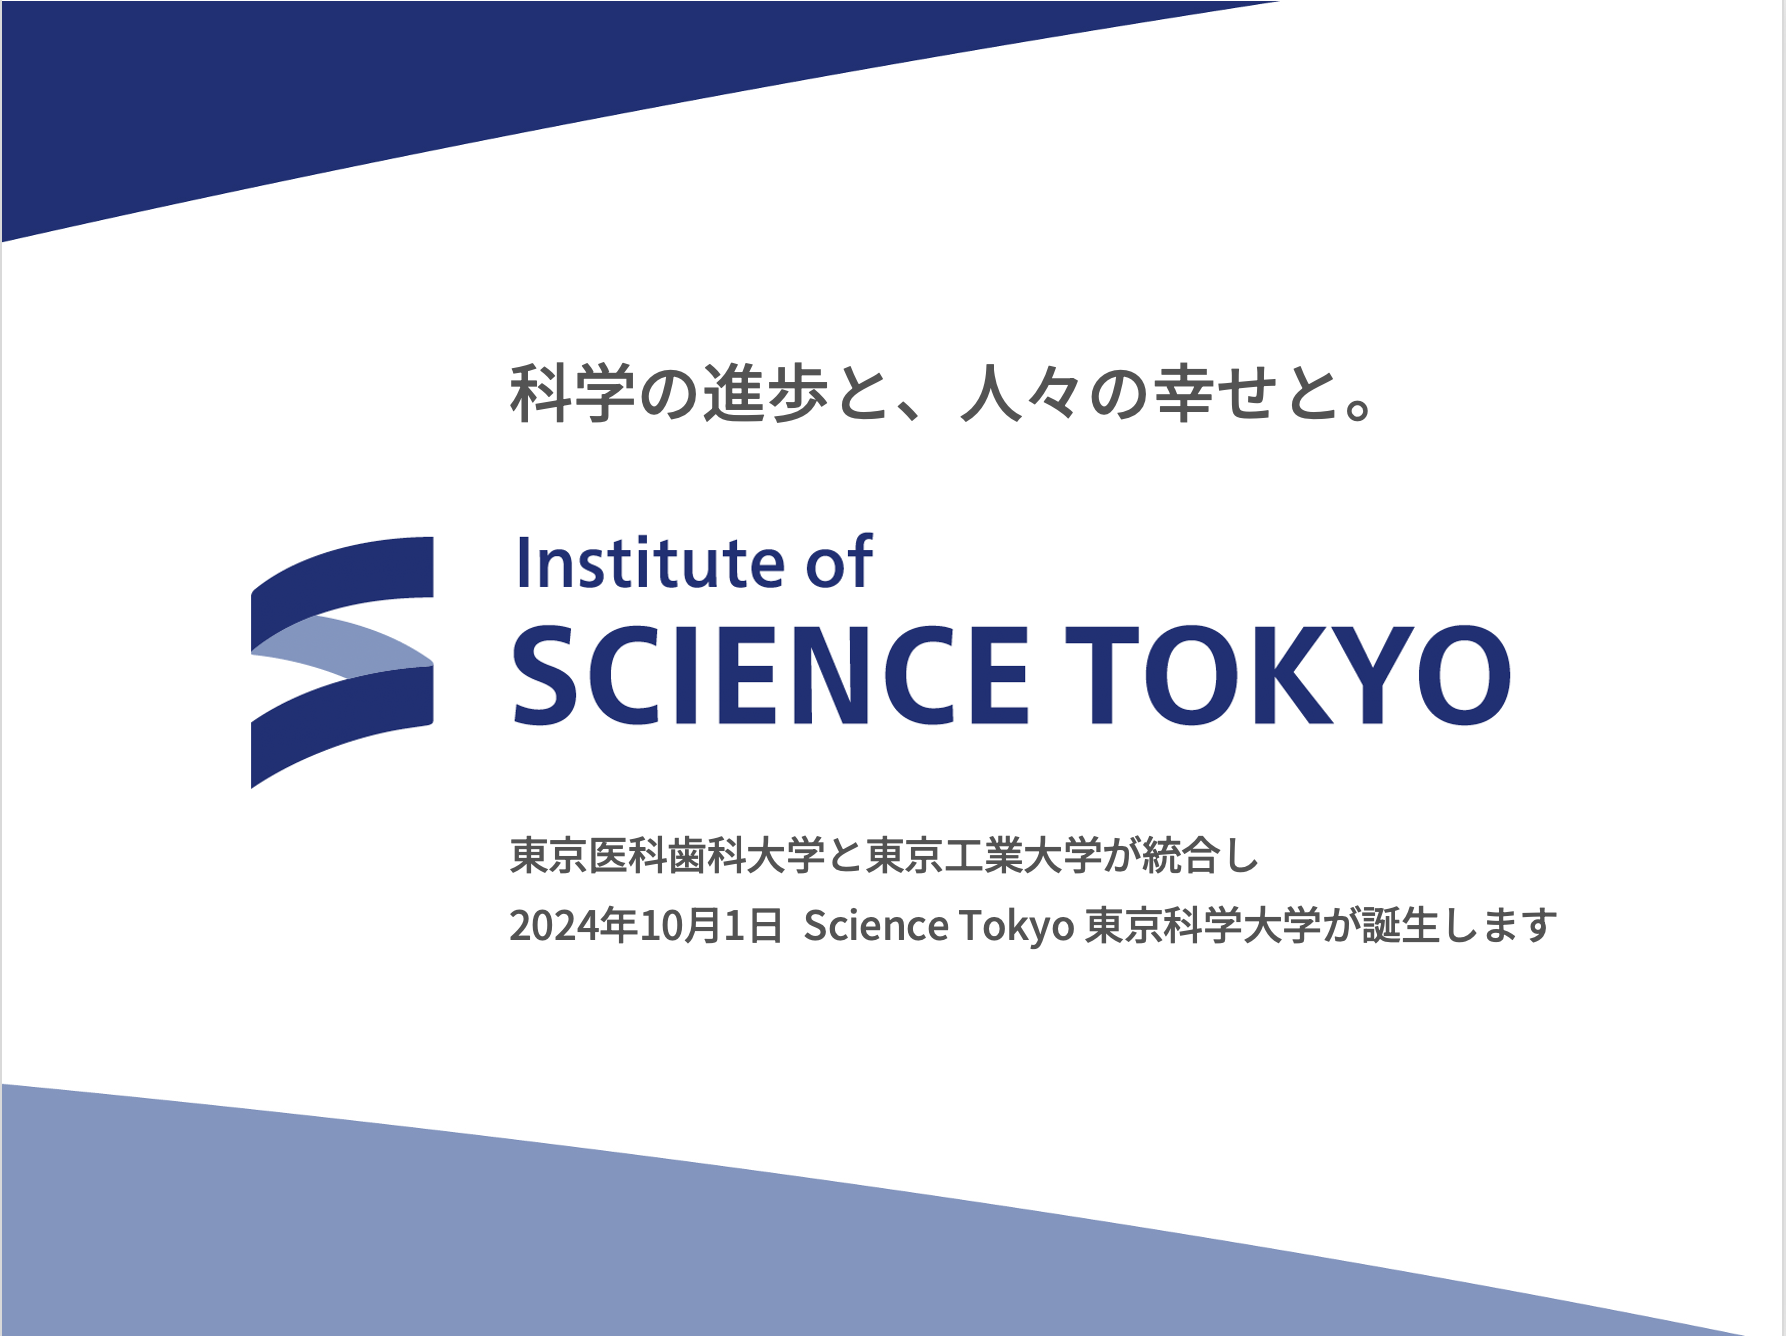 科学の進歩と、人々の幸せと。
Institute of
SCIENCE TOKYO
東京医科歯科大学と東京工業大学が統合し
2024年10月1日 Science Tokyo 東京科学大学が誕生します